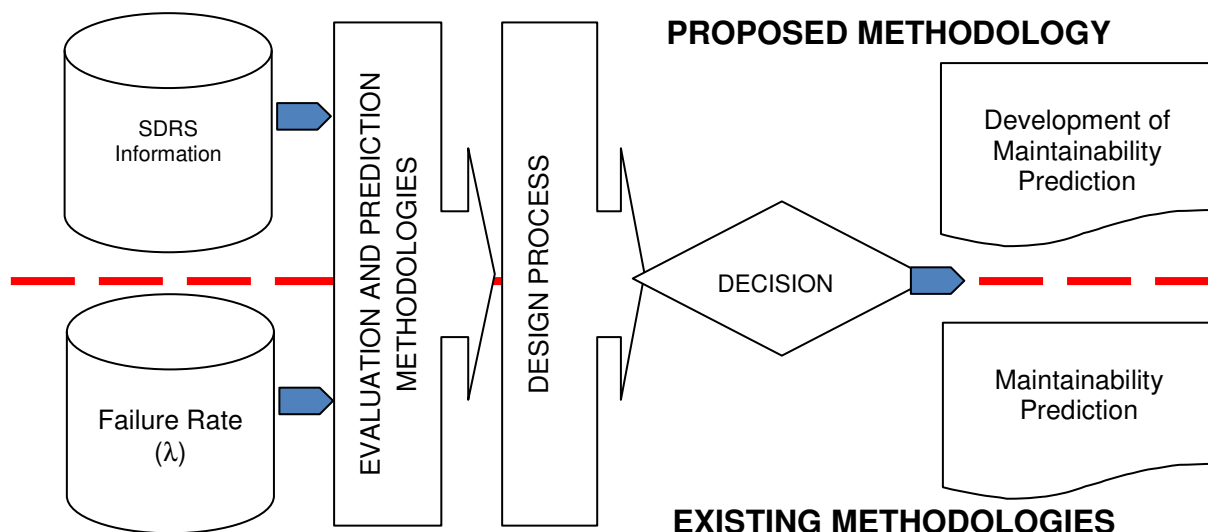 PROPOSED METHODOLOGY
SDRS
Information
EVALUATION AND PREDICTION
METHODOLOGIES
DESIGN PROCESS
DECISION
Development of
Maintainability
Prediction
Failure Rate
(λ)
Maintainability
Prediction
EXISTING METHODOLOGIES